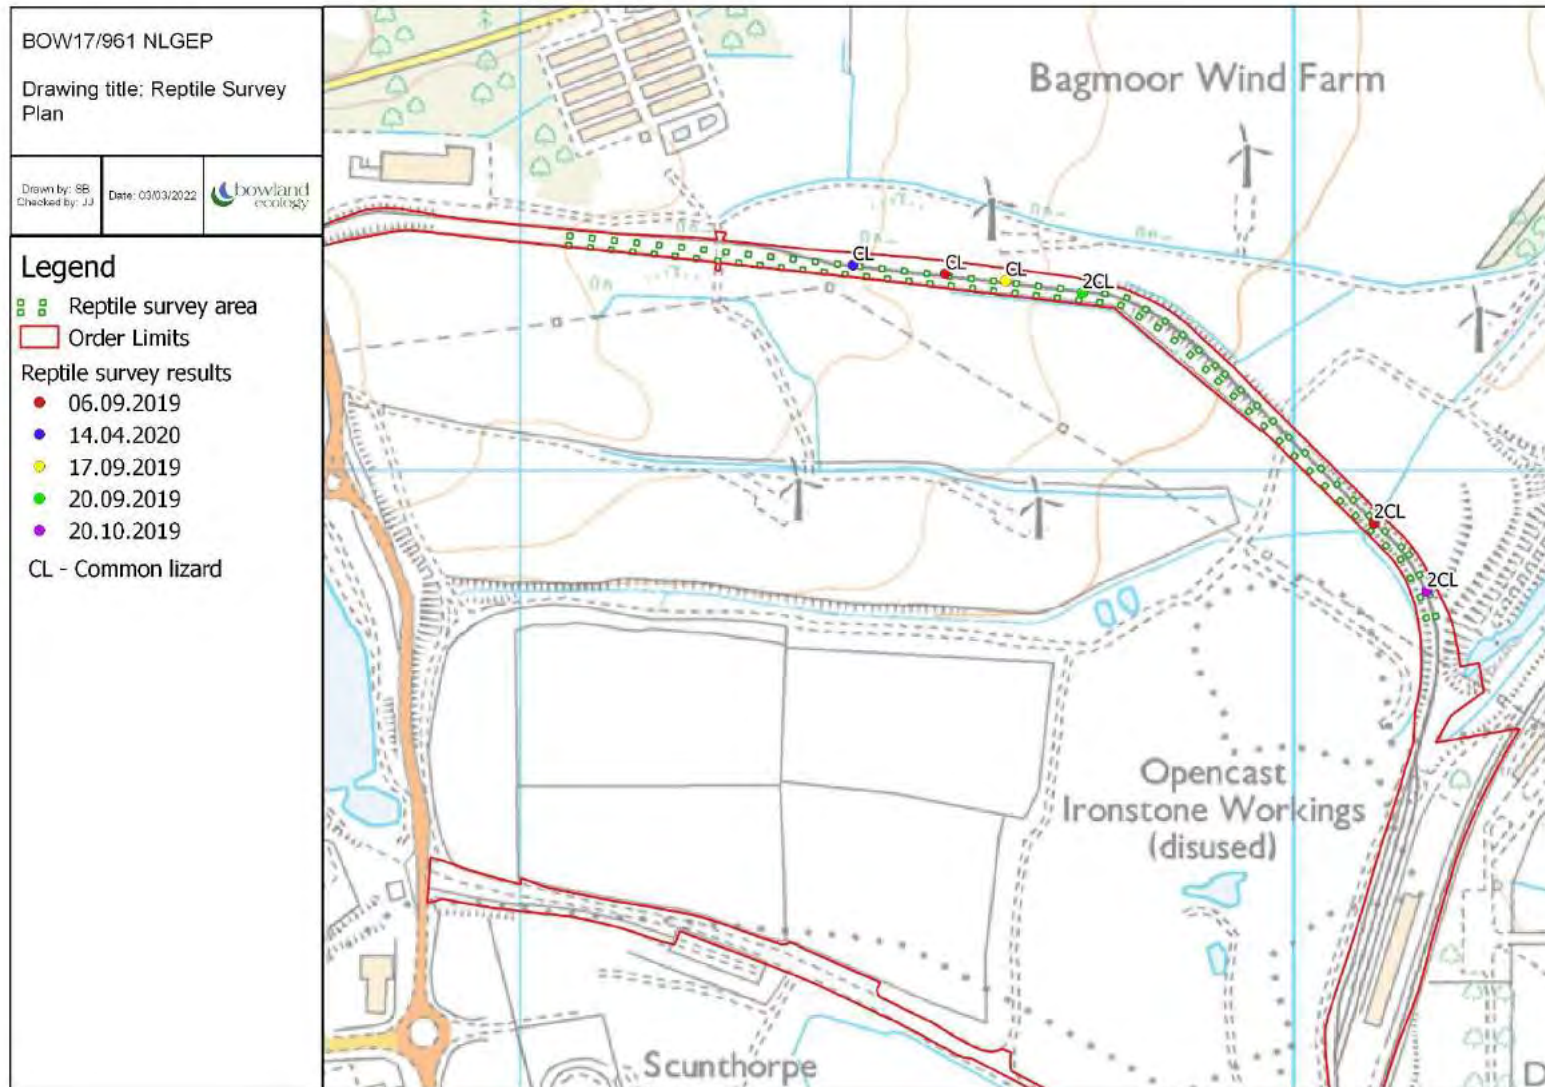 BOW17/961 NLGEP
Drawing title: Reptile Survey
Plan
Drawn by: SB
Checked by: JJ
Date: 03/03/2022
bowland
ecology
Legend
Reptile survey area
Order Limits
Reptile survey results
06.09.2019
14.04.2020
17.09.2019
20.09.2019
20.10.2019
CL - Common lizard
Bagmoor Wind Farm
CL
CL
CL
2CL
2CL
2CL
Opencast
Ironstone Workings
(disused)
Scunthorpe
D